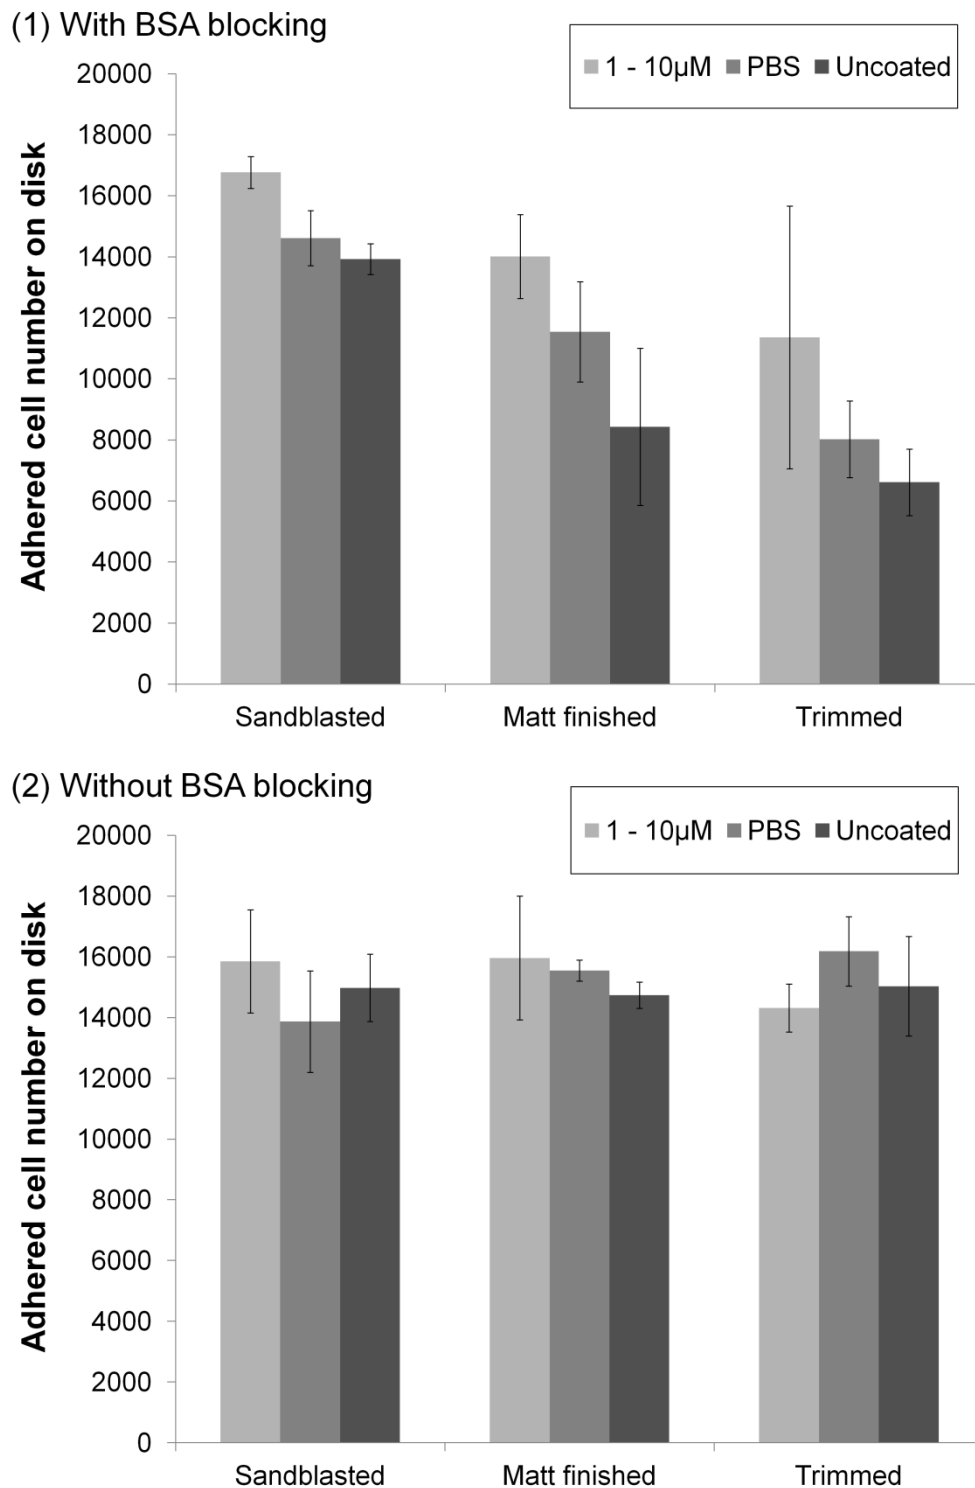 (1) With BSA blocking
1 - 10µM PBS Uncoated
Adhered cell number on disk
20000
18000
16000
14000
12000
10000
8000
6000
4000
2000
0
Sandblasted Matt finished Trimmed
(2) Without BSA blocking
1 - 10µM PBS Uncoated
Adhered cell number on disk
20000
18000
16000
14000
12000
10000
8000
6000
4000
2000
0
Sandblasted Matt finished Trimmed